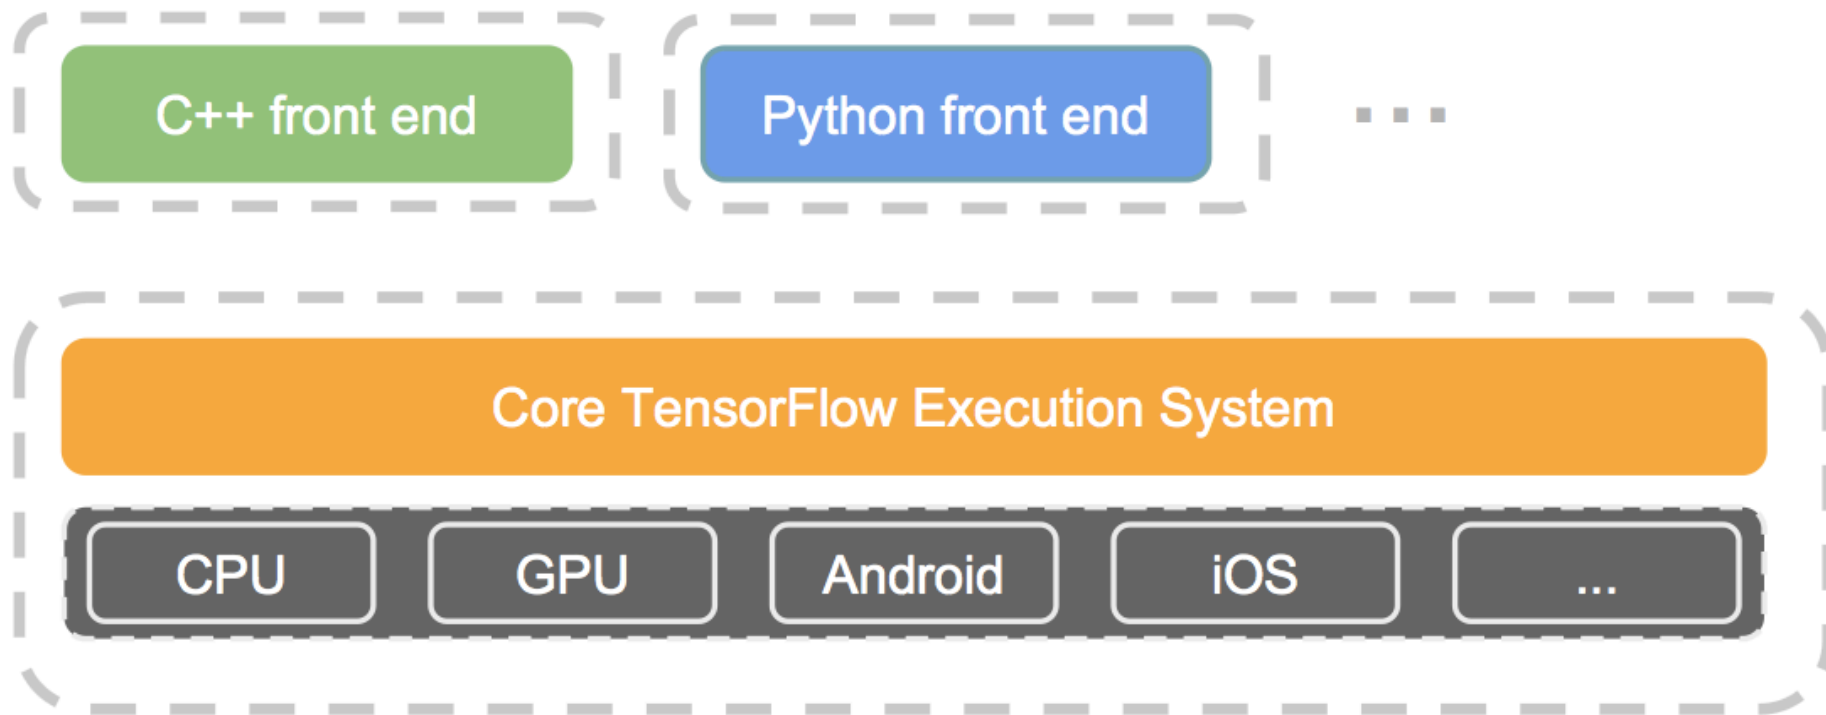 C++ front end
Python front end
...
Core TensorFlow Execution System
CPU
GPU
Android
iOS
...